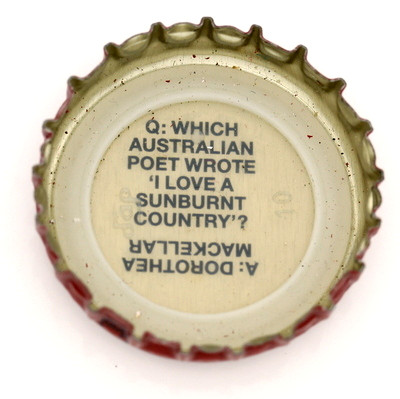 Q: WHICH
AUSTRALIAN
POET WROTE
'I LOVE A
SUNBURNT
COUNTRY'?
A: DOROTHEA
MACKELLAR